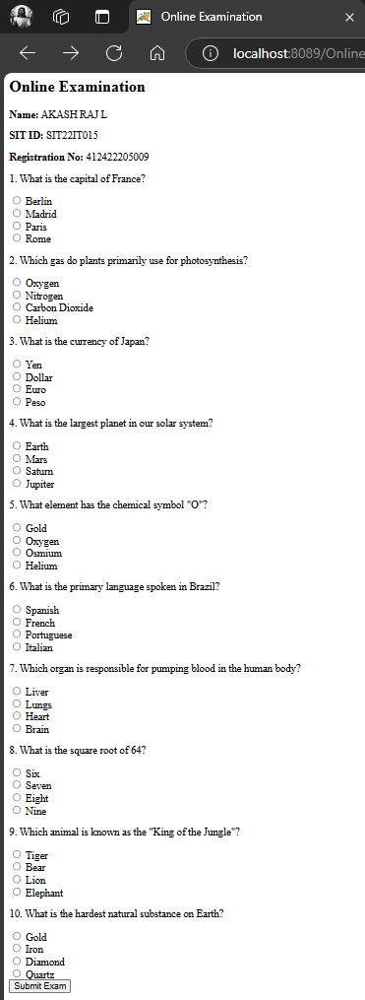 Online Examination
localhost:8089/Online
Online Examination
Name: AKASH RAJ L
SIT ID: SIT22IT015
Registration No: 412422205009
1. What is the capital of France?
Berlin
Madrid
Paris
Rome
2. Which gas do plants primarily use for photosynthesis?
Oxygen
Nitrogen
Carbon Dioxide
Helium
3. What is the currency of Japan?
Yen
Dollar
Euro
Peso
4. What is the largest planet in our solar system?
Earth
Mars
Saturn
Jupiter
5. What element has the chemical symbol "O"?
Gold
Oxygen
Osmium
Helium
6. What is the primary language spoken in Brazil?
Spanish
French
Portuguese
Italian
7. Which organ is responsible for pumping blood in the human body?
Liver
Lungs
Heart
Brain
8. What is the square root of 64?
Six
Seven
Eight
Nine
9. Which animal is known as the "King of the Jungle"?
Tiger
Bear
Lion
Elephant
10. What is the hardest natural substance on Earth?
Gold
Iron
Diamond
Quartz
Submit Exam